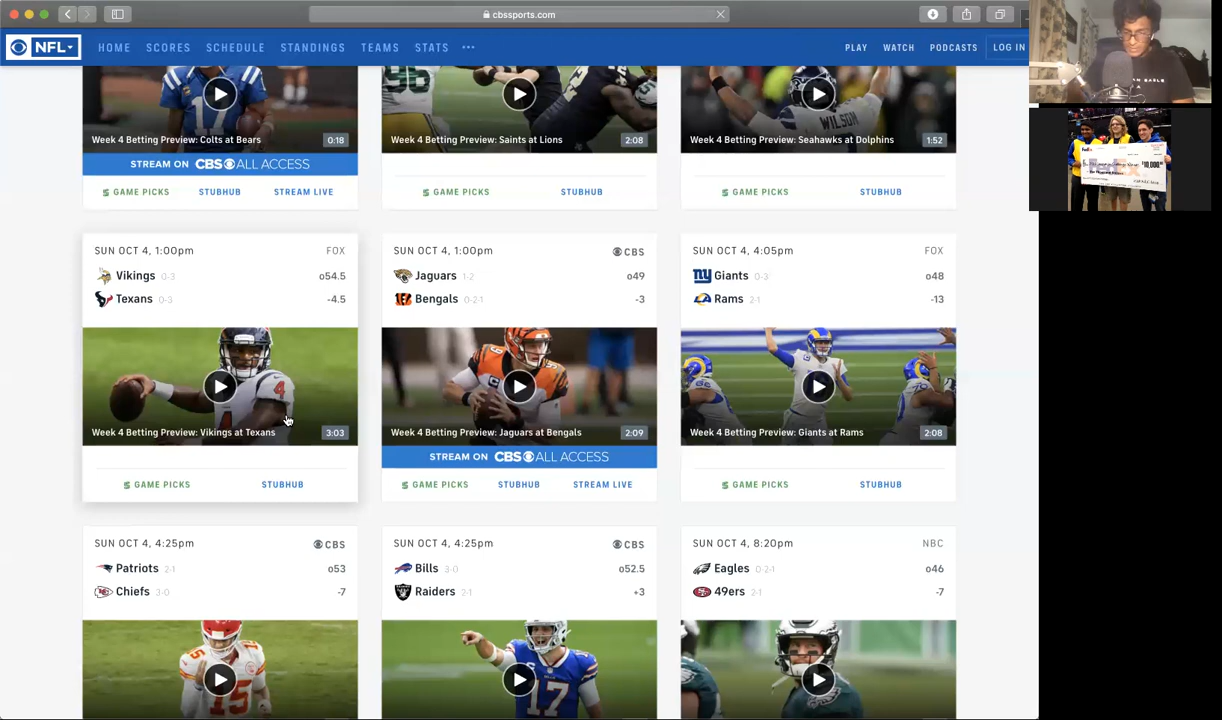 cbssports.com
NFL
HOME SCORES SCHEDULE STANDINGS TEAMS STATS ••• PLAY WATCH PODCASTS LOG IN
Week 4 Betting Preview: Colts at Bears 0:18
STREAM ON CBS ALL ACCESS
GAME PICKS STUBHUB STREAM LIVE
Week 4 Betting Preview: Saints at Lions 2:08
GAME PICKS STUBHUB
WILSON
Week 4 Betting Preview: Seahawks at Dolphins 1:52
GAME PICKS STUBHUB
SUN OCT 4, 1:00pm FOX
Vikings 0-3 o54.5
Texans 0-3 -4.5
4
Week 4 Betting Preview: Vikings at Texans 3:03
GAME PICKS STUBHUB
SUN OCT 4, 1:00pm CBS
Jaguars 1-2 o49
Bengals 0-2-1 -3
9
Week 4 Betting Preview: Jaguars at Bengals 2:09
STREAM ON CBS ALL ACCESS
GAME PICKS STUBHUB STREAM LIVE
SUN OCT 4, 4:05pm FOX
Giants 0-3 o48
ny Rams 2-1 -13
Week 4 Betting Preview: Giants at Rams 2:08
GAME PICKS STUBHUB
SUN OCT 4, 4:25pm CBS
Patriots 2-1 o53
Chiefs 3-0 -7
15
SUN OCT 4, 4:25pm CBS
Bills 3-0 o52.5
Raiders 2-1 +3
17
SUN OCT 4, 8:20pm NBC
Eagles 0-2-1 o46
49ers 2-1 -7
FedEx
$10,000